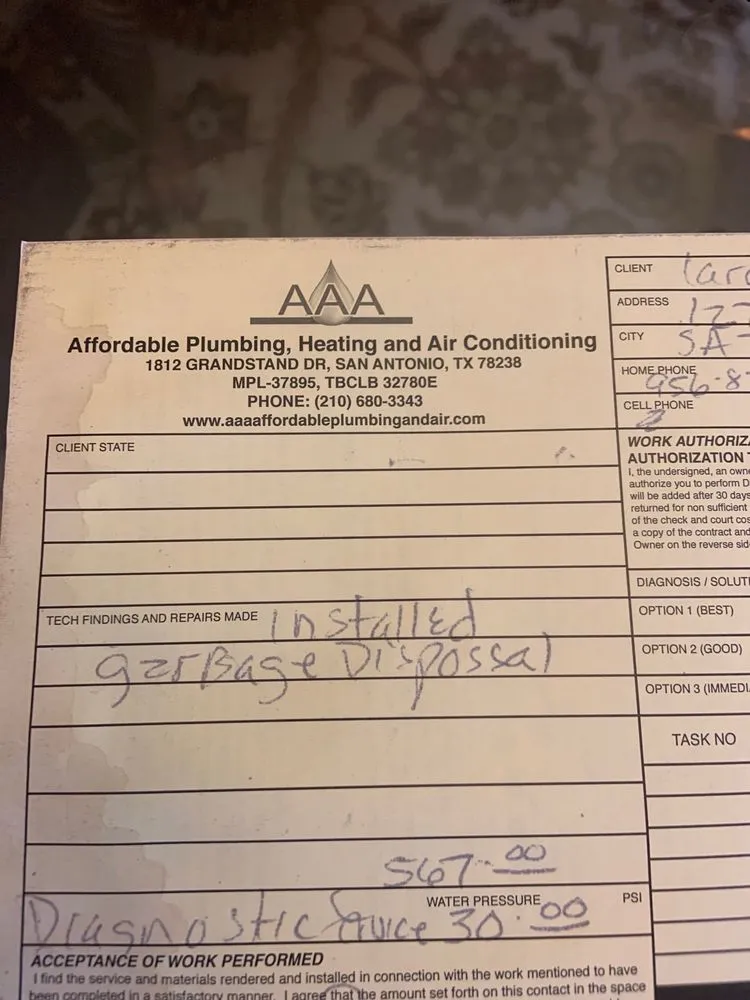 AAA
Affordable Plumbing, Heating and Air Conditioning
1812 GRANDSTAND DR, SAN ANTONIO, TX 78238
MPL-37895, TBCLB 32780E
PHONE: (210) 680-3343
www.aaaaffordableplumbingandair.com
CLIENT
ADDRESS
CITY SA-
HOME PHONE 956-8-
CELL PHONE
CLIENT STATE
WORK AUTHORIZ
AUTHORIZATION
I, the undersigned, an owne
authorize you to perform D
will be added after 30 days
returned for non sufficient
of the check and court cos
a copy of the contract and
Owner on the reverse sid
DIAGNOSIS / SOLUTI
OPTION 1 (BEST)
OPTION 2 (GOOD)
OPTION 3 (IMMEDI
TASK NO
TECH FINDINGS AND REPAIRS MADE Installed
garBage Dispossal
567.00
WATER PRESSURE PSI
Diagnostic Service 30.00
ACCEPTANCE OF WORK PERFORMED
I find the service and materials rendered and installed in connection with the work mentioned to have
been completed in a satisfactory manner. I agree that the amount set forth on this contact in the space